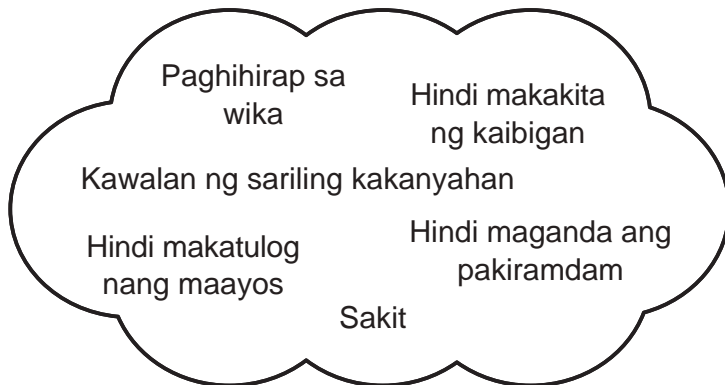 Paghihirap sa
wika
Hindi makakita
ng kaibigan
Kawalan ng sariling kakanyahan
Hindi makatulog
nang maayos
Hindi maganda ang
pakiramdam
Sakit